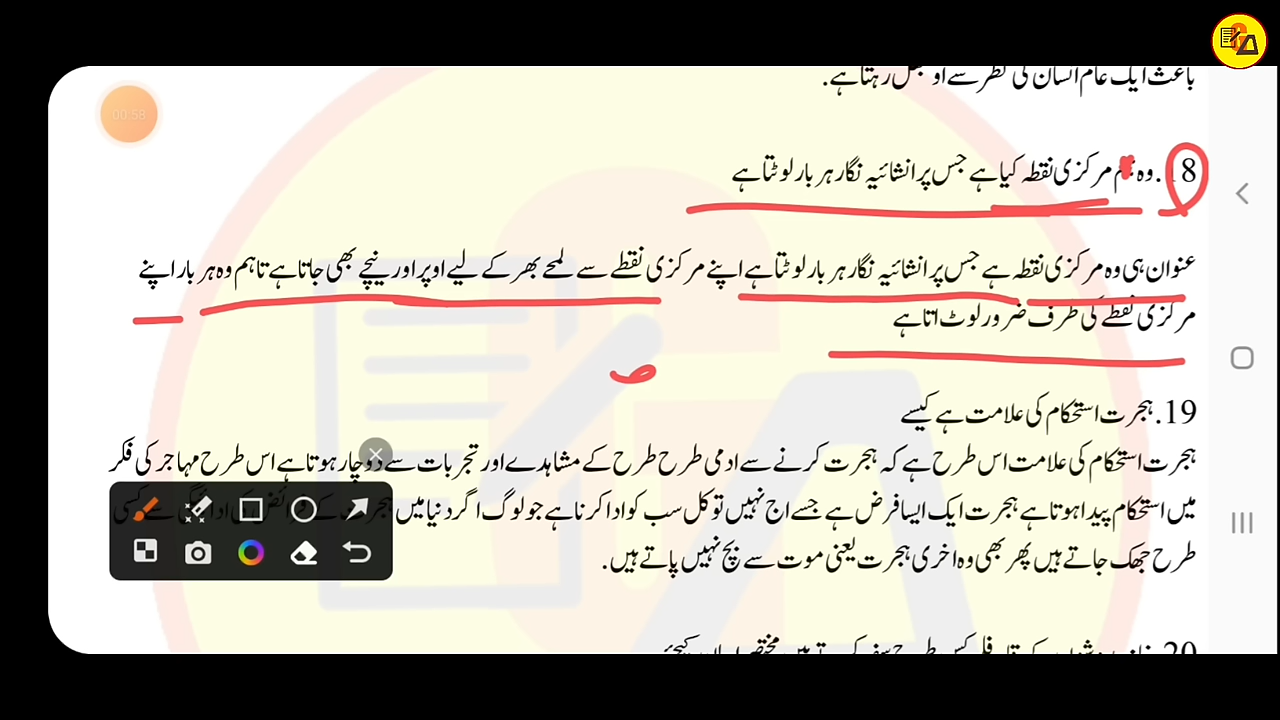 باعث ایک عام انسان کی نظر سے اوجھل رہتا ہے.
18.وہ مرکزی نقطہ کیا ہے جس پر انشائیہ نگار ہر بار لوٹتا ہے
عنوان ہی وہ مرکزی نقطہ ہے جس پر انشائیہ نگار ہر بار لوٹتا ہے اپنے مرکزی نقطے سے لمحے بھر کے لیے اوپر اور نیچے بھی جاتا ہے تاہم وہ ہر بار اپنے
مرکزی نقطے کی طرف ضرور لوٹ اتا ہے
19.ہجرت استحکام کی علامت ہے کیسے
ہجرت استحکام کی علامت اس طرح ہے کہ ہجرت کرنے سے ادمی طرح طرح کے مشاہدے اور تجربات سے دوچار ہوتا ہے اس طرح مہاجر کی فکر
میں استحکام پیدا ہوتا ہے ہجرت ایک ایسا فرض ہے جسے اج نہیں تو کل سب کو ادا کرنا ہے جو لوگ اگر دنیا میں
طرح جھک جاتے ہیں پھر بھی وہ اخری ہجرت یعنی موت سے بچ نہیں پاتے ہیں.
20.
00:58